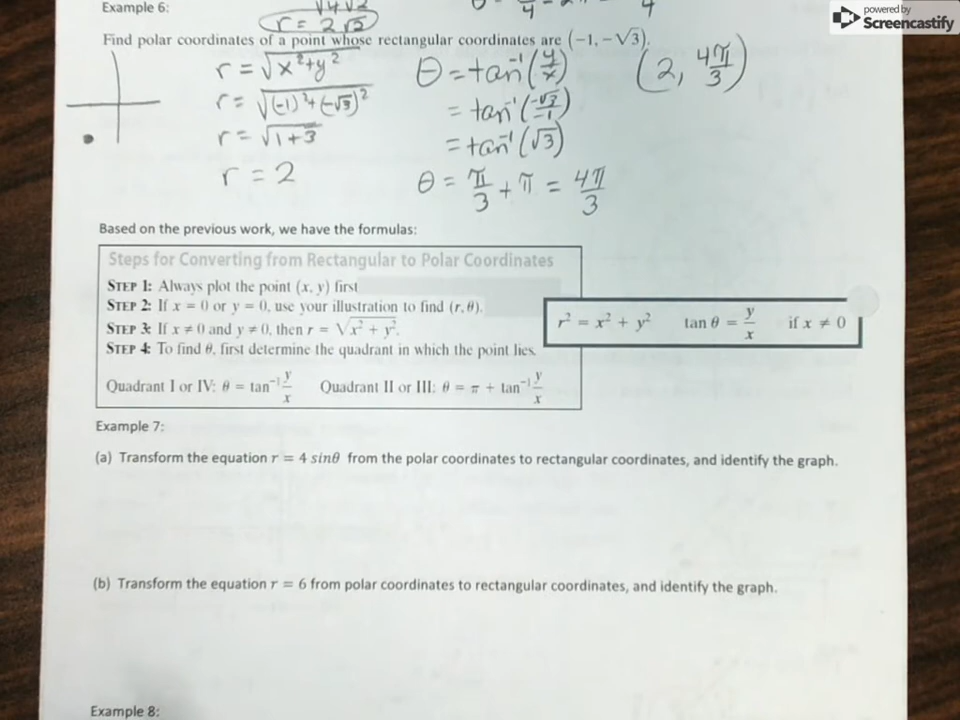 powered by
Screencastify
Example 6:
r = 2√2
Find polar coordinates of a point whose rectangular coordinates are (−1, −√3).
r = √x²+y²
θ = tan⁻¹(y/x)
(2, 4π/3)
r = √(-1)²+(-√3)²
= tan⁻¹(-√3/-1)
r = √1+3
= tan⁻¹(√3)
r = 2
θ = π/3 + π = 4π/3
Based on the previous work, we have the formulas:
Steps for Converting from Rectangular to Polar Coordinates
STEP 1: Always plot the point (x, y) first
STEP 2: If x = 0 or y = 0, use your illustration to find (r, θ).
STEP 3: If x ≠ 0 and y ≠ 0, then r = √x² + y².
STEP 4: To find θ, first determine the quadrant in which the point lies.
Quadrant I or IV: θ = tan⁻¹ y/x Quadrant II or III: θ = π + tan⁻¹ y/x
r² = x² + y² tan θ = y/x if x ≠ 0
Example 7:
(a) Transform the equation r = 4 sinθ from the polar coordinates to rectangular coordinates, and identify the graph.
(b) Transform the equation r = 6 from polar coordinates to rectangular coordinates, and identify the graph.
Example 8: